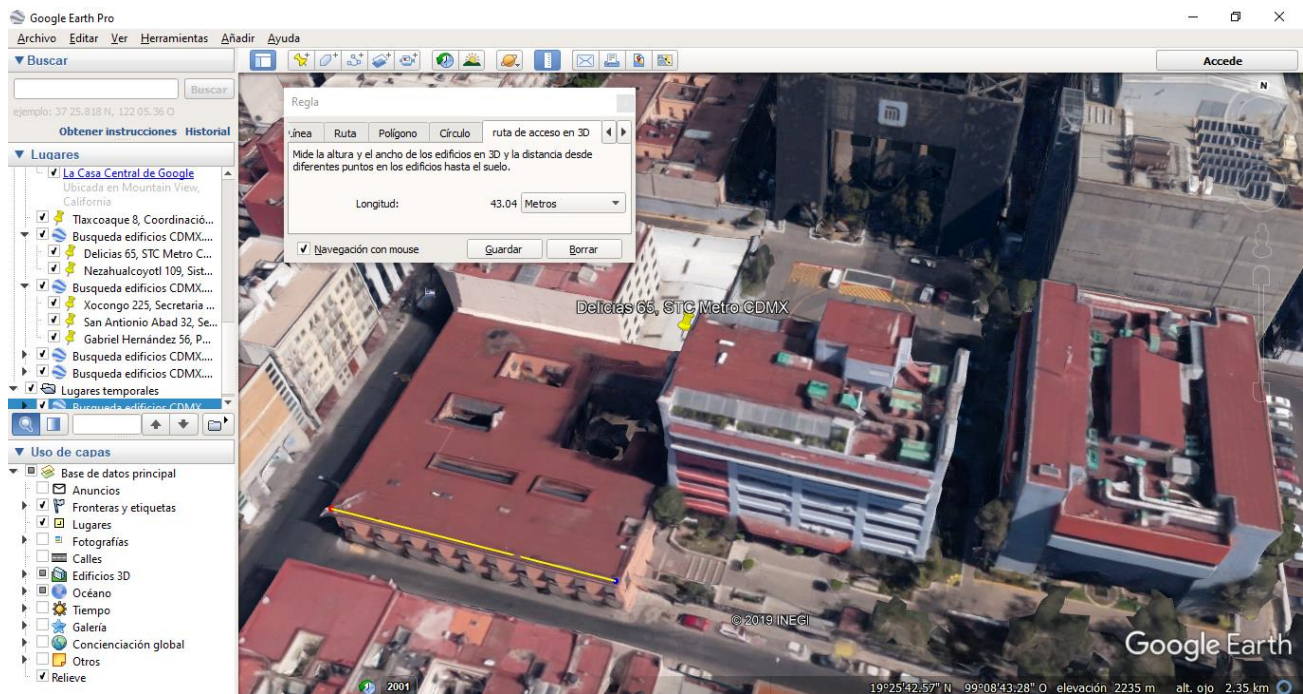 Google Earth Pro
Archivo Editar Ver Herramientas Añadir Ayuda
Buscar
Buscar
ejemplo: 37 25.818 N, 122 05.36 O
Obtener instrucciones Historial
Lugares
La Casa Central de Google
Ubicada en Mountain View,
California
Tlaxcoaque 8, Coordinació...
Busqueda edificios CDMX....
Delicias 65, STC Metro C...
Nezahualcoyotl 109, Sist...
Busqueda edificios CDMX....
Xocongo 225, Secretaria ...
San Antonio Abad 32, Se...
Gabriel Hernández 56, P...
Busqueda edificios CDMX....
Busqueda edificios CDMX....
Lugares temporales
Busqueda edificios CDMX
Uso de capas
Base de datos principal
Anuncios
Fronteras y etiquetas
Lugares
Fotografías
Calles
Edificios 3D
Océano
Tiempo
Galería
Concienciación global
Otros
Relieve
Accede
N
Regla
Línea Ruta Polígono Círculo ruta de acceso en 3D
Mide la altura y el ancho de los edificios en 3D y la distancia desde
diferentes puntos en los edificios hasta el suelo.
Longitud: 43.04 Metros
Navegación con mouse Guardar Borrar
Delicias 65, STC Metro CDMX
© 2019 INEGI
Google Earth
2001
19°25'42.57" N 99°08'43.28" O elevación 2235 m alt. ojo 2.35 km